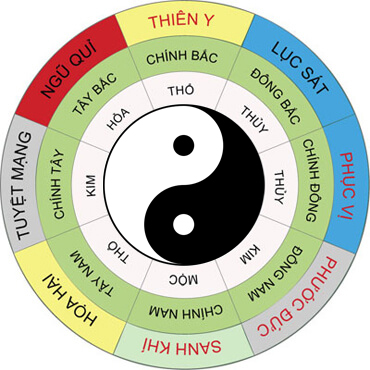 THIÊN Y
LỤC SÁT
PHỤC VỊ
PHƯỚC ĐỨC
SANH KHÍ
HỌA HẠI
TUYỆT MẠNG
NGŨ QUỈ
CHÍNH BẮC
ĐÔNG BẮC
CHÍNH ĐÔNG
ĐÔNG NAM
CHÍNH NAM
TÂY NAM
CHÍNH TÂY
TÂY BẮC
THỔ
THỦY
THỦY
KIM
MỘC
THỔ
KIM
HỎA